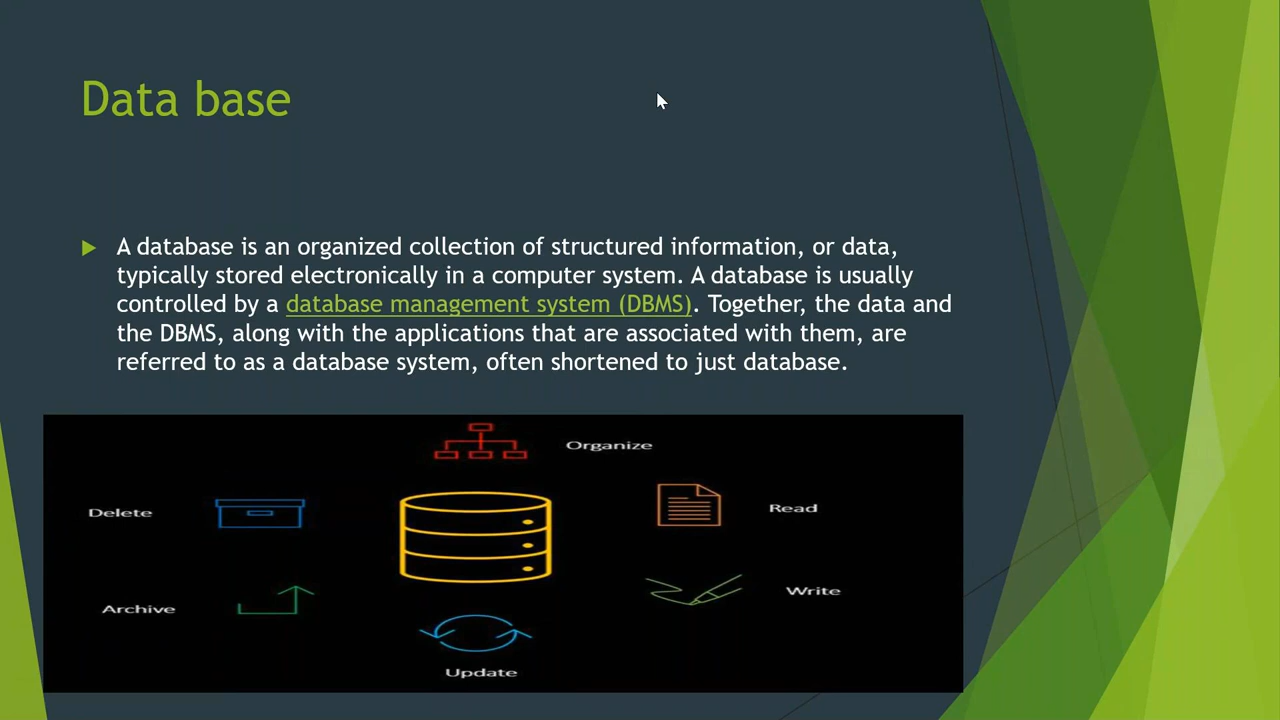 Data base
A database is an organized collection of structured information, or data,
typically stored electronically in a computer system. A database is usually
controlled by a database management system (DBMS). Together, the data and
the DBMS, along with the applications that are associated with them, are
referred to as a database system, often shortened to just database.
Organize
Delete
Read
Archive
Write
Update